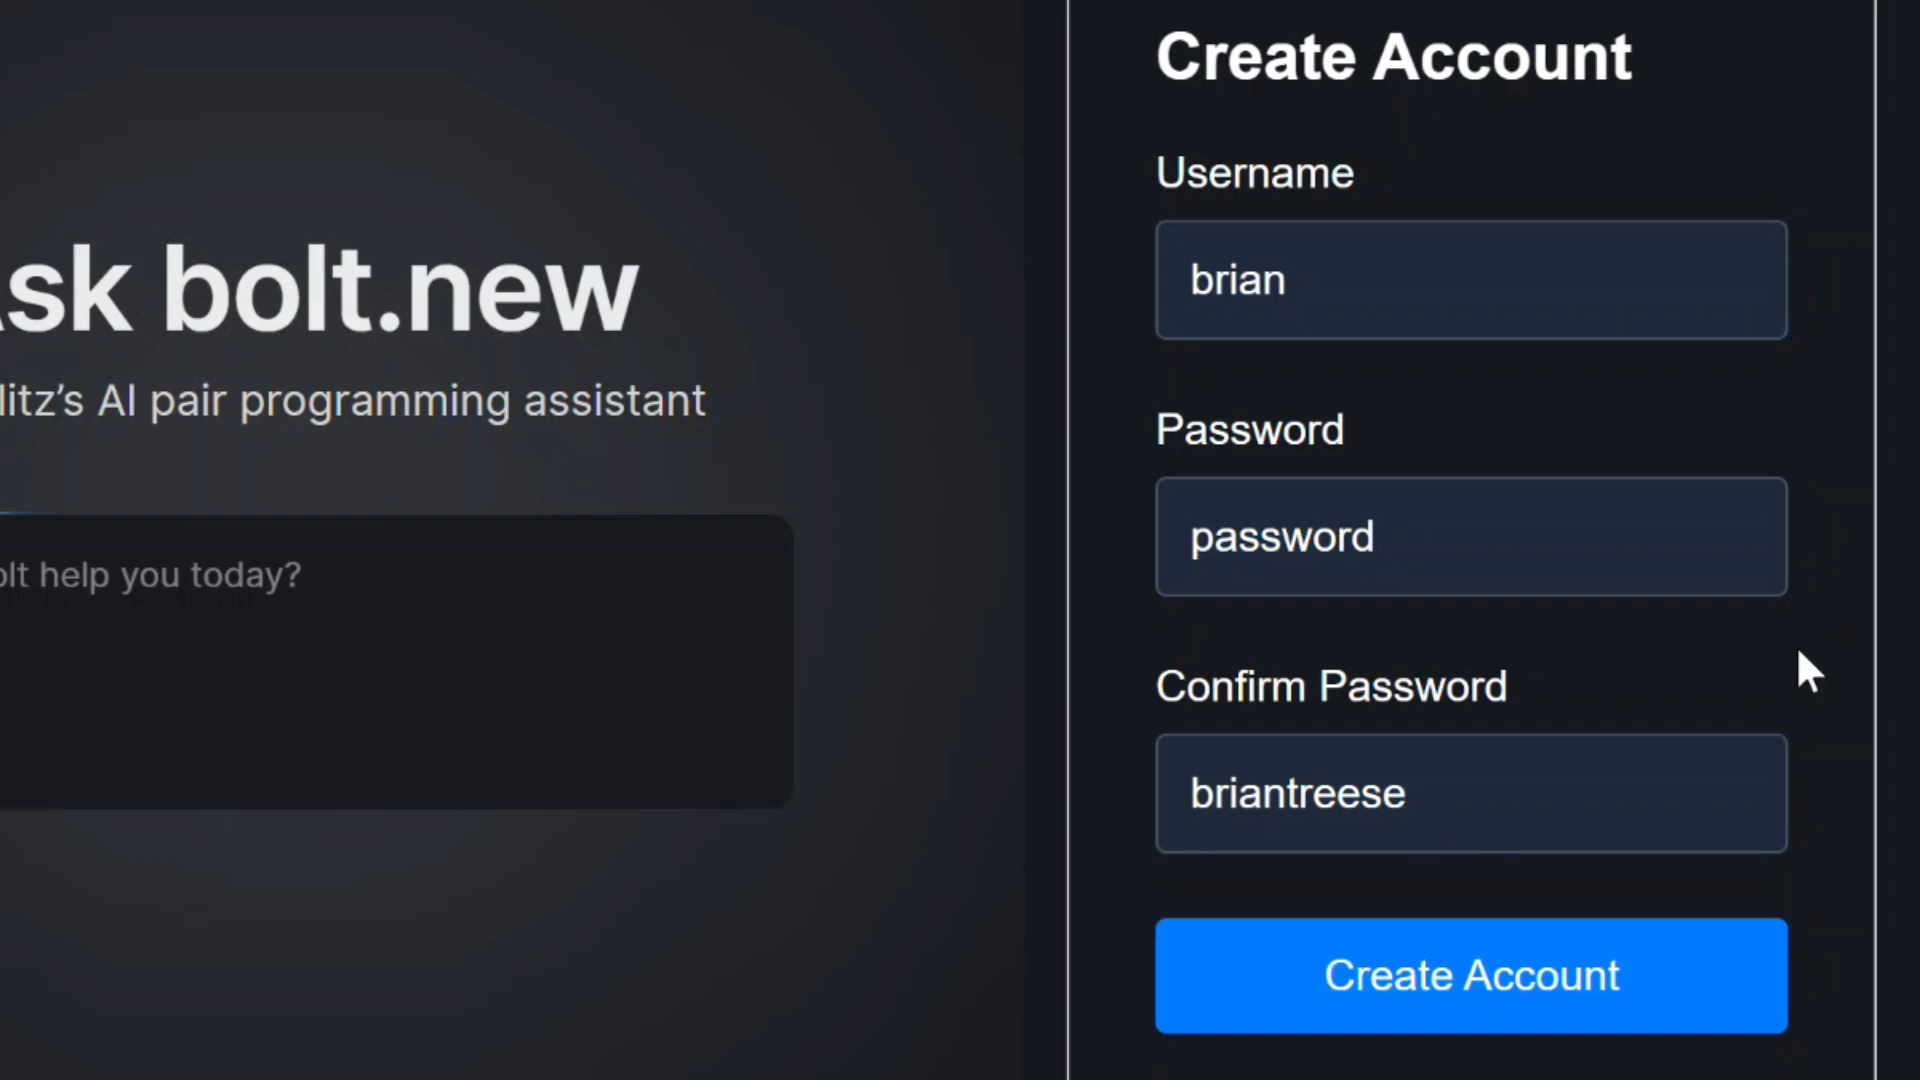 sk bolt.new
litz’s AI pair programming assistant
olt help you today?
Create Account
Username
brian
Password
password
Confirm Password
briantreese
Create Account